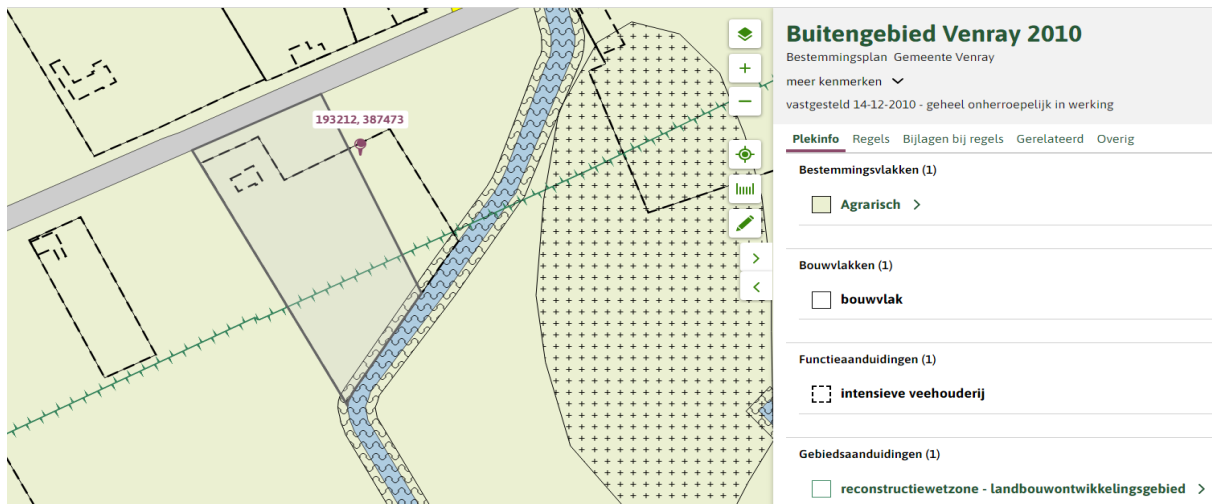 193212, 387473
Buitengebied Venray 2010
Bestemmingsplan Gemeente Venray
meer kenmerken
vastgesteld 14-12-2010 - geheel onherroepelijk in werking
Plekinfo Regels Bijlagen bij regels Gerelateerd Overig
Bestemmingsvlakken (1)
Agrarisch
Bouwvlakken (1)
bouwvlak
Functieaanduidingen (1)
intensieve veehouderij
Gebiedsaanduidingen (1)
reconstructiewetzone - landbouwontwikkelingsgebied